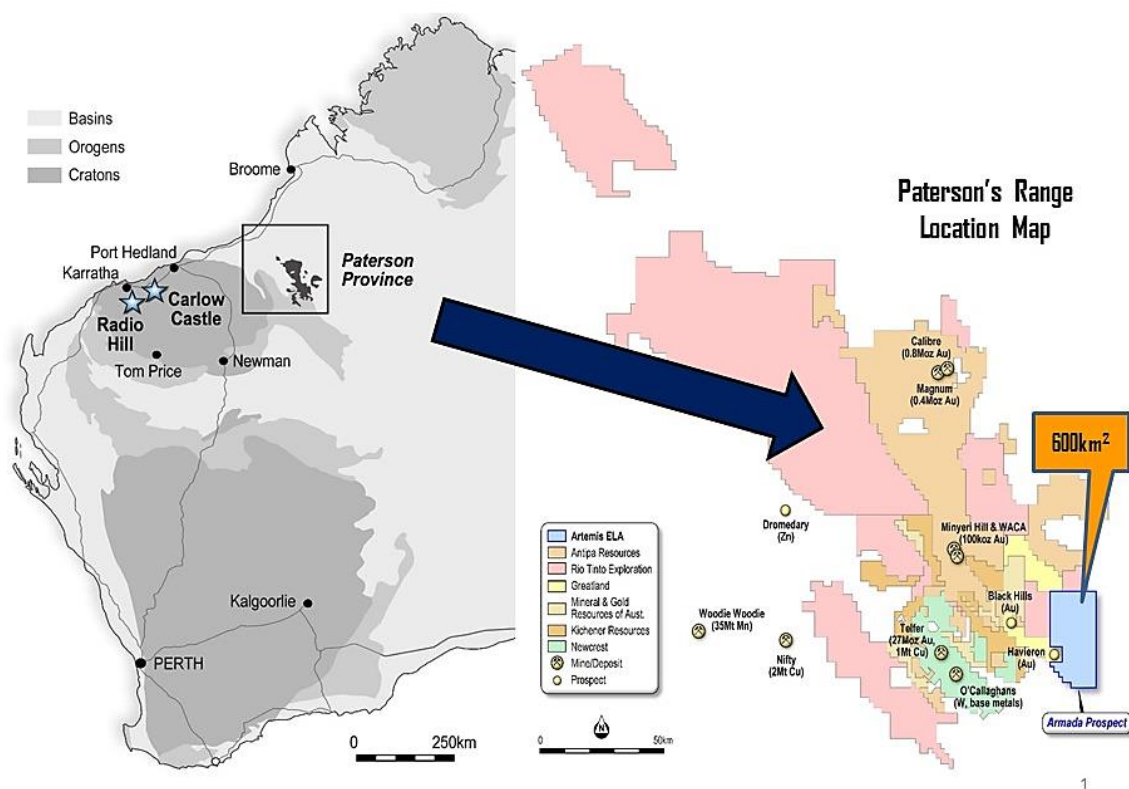 Basins
Orogens
Cratons
Broome
Port Hedland
Karratha
Paterson
Province
Carlow
Castle
Radio
Hill
Tom Price
Newman
Kalgoorlie
PERTH
0 250km
Paterson's Range
Location Map
Calibre
(0.8Moz Au)
Magnum
(0.4Moz Au)
600km²
Dromedary
(Zn)
Minyeri Hill & WACA
(100koz Au)
Black Hills
(Au)
Woodie Woodie
(35Mt Mn)
Nifty
(2Mt Cu)
Telfer
(27Moz Au,
1Mt Cu)
Havieron
(Au)
O'Callaghans
(W, base metals)
Armada Prospect
Artemis ELA
Antipa Resources
Rio Tinto Exploration
Greatland
Mineral & Gold
Resources of Aust.
Kichener Resources
Newcrest
Mine/Deposit
Prospect
N
0 50km
1